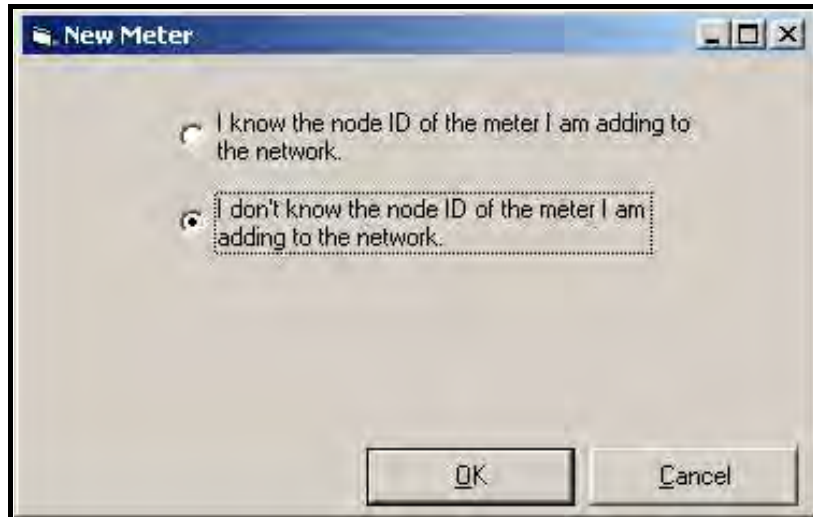 New Meter
I know the node ID of the meter I am adding to
the network.
I don't know the node ID of the meter I am
adding to the network.
OK
Cancel